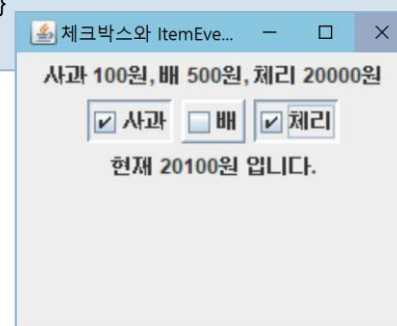 }
체크박스와 ItemEve...
사과 100원, 배 500원, 체리 20000원
사과 배 체리
현재 20100원 입니다.